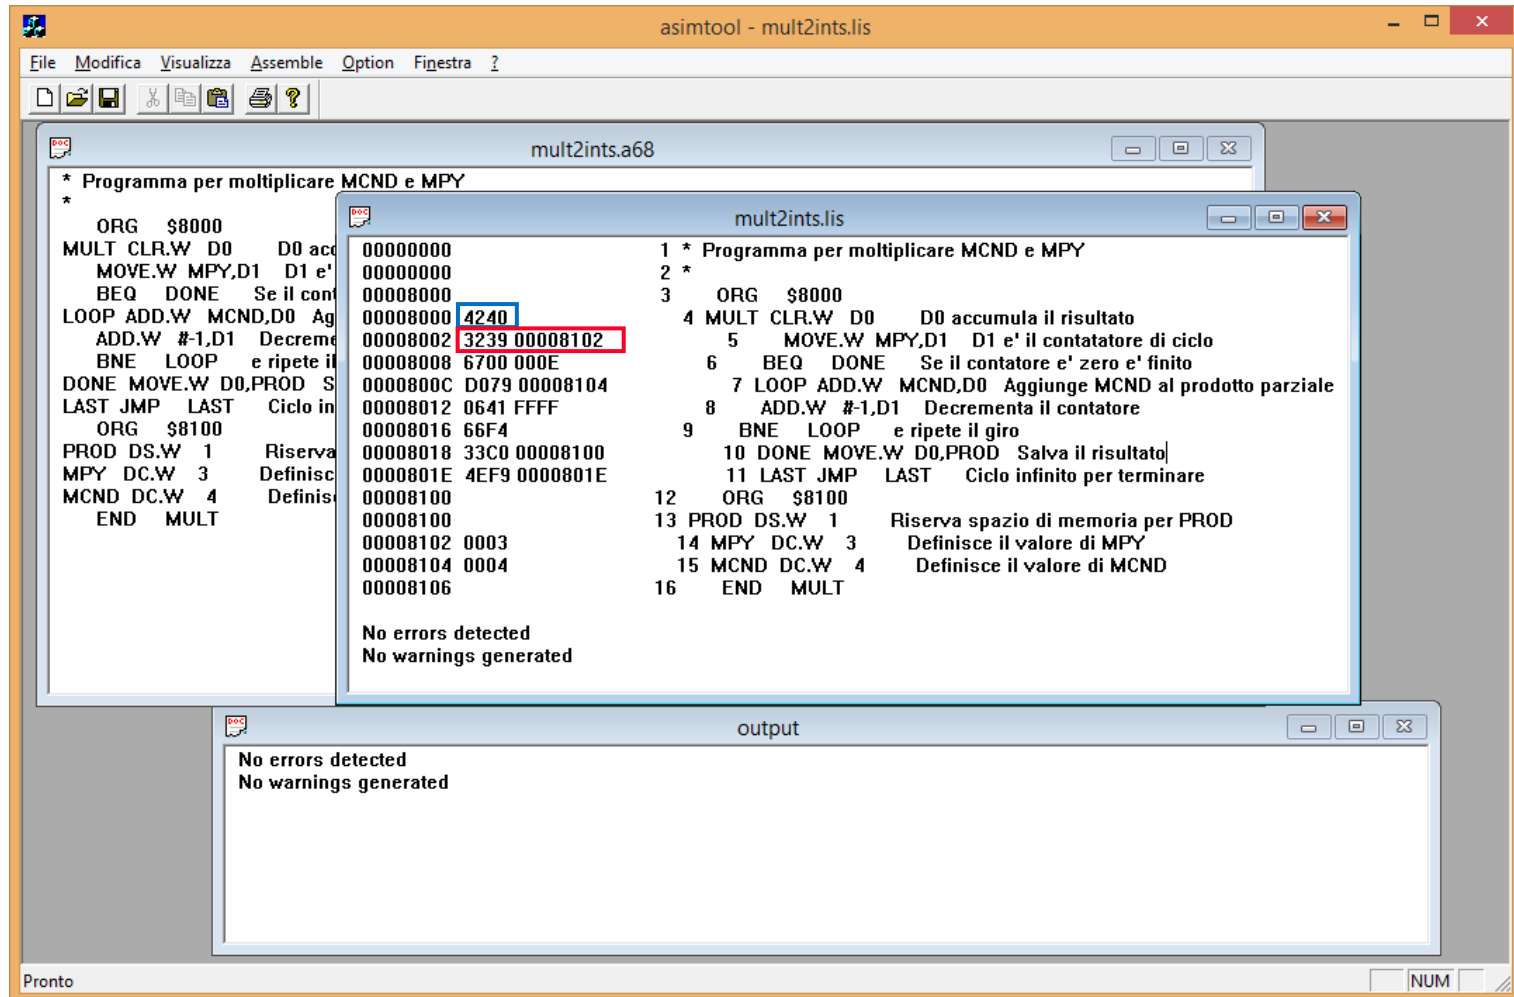 asimtool - mult2ints.lis
File Modifica Visualizza Assemble Option Finestra ?
mult2ints.a68
* Programma per moltiplicare MCND e MPY
*
ORG $8000
MULT CLR.W D0 D0 acc
MOVE.W MPY,D1 D1 e'
BEQ DONE Se il cont
LOOP ADD.W MCND,D0 Ag
ADD.W #-1,D1 Decreme
BNE LOOP e ripete il
DONE MOVE.W D0,PROD S
LAST JMP LAST Ciclo in
ORG $8100
PROD DS.W 1 Riserva
MPY DC.W 3 Definisc
MCND DC.W 4 Definisc
END MULT
mult2ints.lis
00000000 1 * Programma per moltiplicare MCND e MPY
00000000 2 *
00008000 3 ORG $8000
00008000 4240 4 MULT CLR.W D0 D0 accumula il risultato
00008002 3239 00008102 5 MOVE.W MPY,D1 D1 e' il contatatore di ciclo
00008008 6700 000E 6 BEQ DONE Se il contatore e' zero e' finito
0000800C D079 00008104 7 LOOP ADD.W MCND,D0 Aggiunge MCND al prodotto parziale
00008012 0641 FFFF 8 ADD.W #-1,D1 Decrementa il contatore
00008016 66F4 9 BNE LOOP e ripete il giro
00008018 33C0 00008100 10 DONE MOVE.W D0,PROD Salva il risultato
0000801E 4EF9 0000801E 11 LAST JMP LAST Ciclo infinito per terminare
00008100 12 ORG $8100
00008100 13 PROD DS.W 1 Riserva spazio di memoria per PROD
00008102 0003 14 MPY DC.W 3 Definisce il valore di MPY
00008104 0004 15 MCND DC.W 4 Definisce il valore di MCND
00008106 16 END MULT
No errors detected
No warnings generated
output
No errors detected
No warnings generated
Pronto
NUM